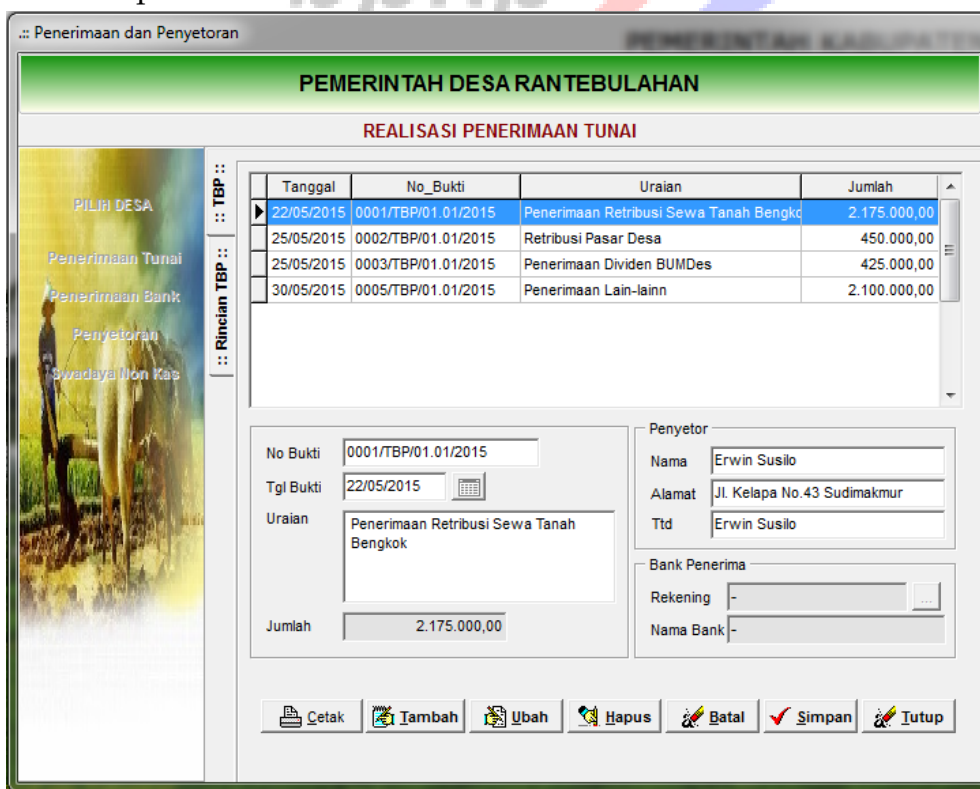 .:: Penerimaan dan Penyetoran
PEMERINTAH KABUPATEN
PEMERINTAH DESA RANTEBULAHAN
REALISASI PENERIMAAN TUNAI
PILIH DESA
Penerimaan Tunai
Penerimaan Bank
Penyetoran
Swadaya Non Kas
:: TBP ::
:: Rincian TBP ::
Tanggal No_Bukti Uraian Jumlah
22/05/2015 0001/TBP/01.01/2015 Penerimaan Retribusi Sewa Tanah Bengko 2.175.000,00
25/05/2015 0002/TBP/01.01/2015 Retribusi Pasar Desa 450.000,00
25/05/2015 0003/TBP/01.01/2015 Penerimaan Dividen BUMDes 425.000,00
30/05/2015 0005/TBP/01.01/2015 Penerimaan Lain-lainn 2.100.000,00
No Bukti 0001/TBP/01.01/2015
Tgl Bukti 22/05/2015
Uraian Penerimaan Retribusi Sewa Tanah
Bengkok
Jumlah 2.175.000,00
Penyetor
Nama Erwin Susilo
Alamat Jl. Kelapa No.43 Sudimakmur
Ttd Erwin Susilo
Bank Penerima
Rekening - ...
Nama Bank -
Cetak Tambah Ubah Hapus Batal Simpan Tutup